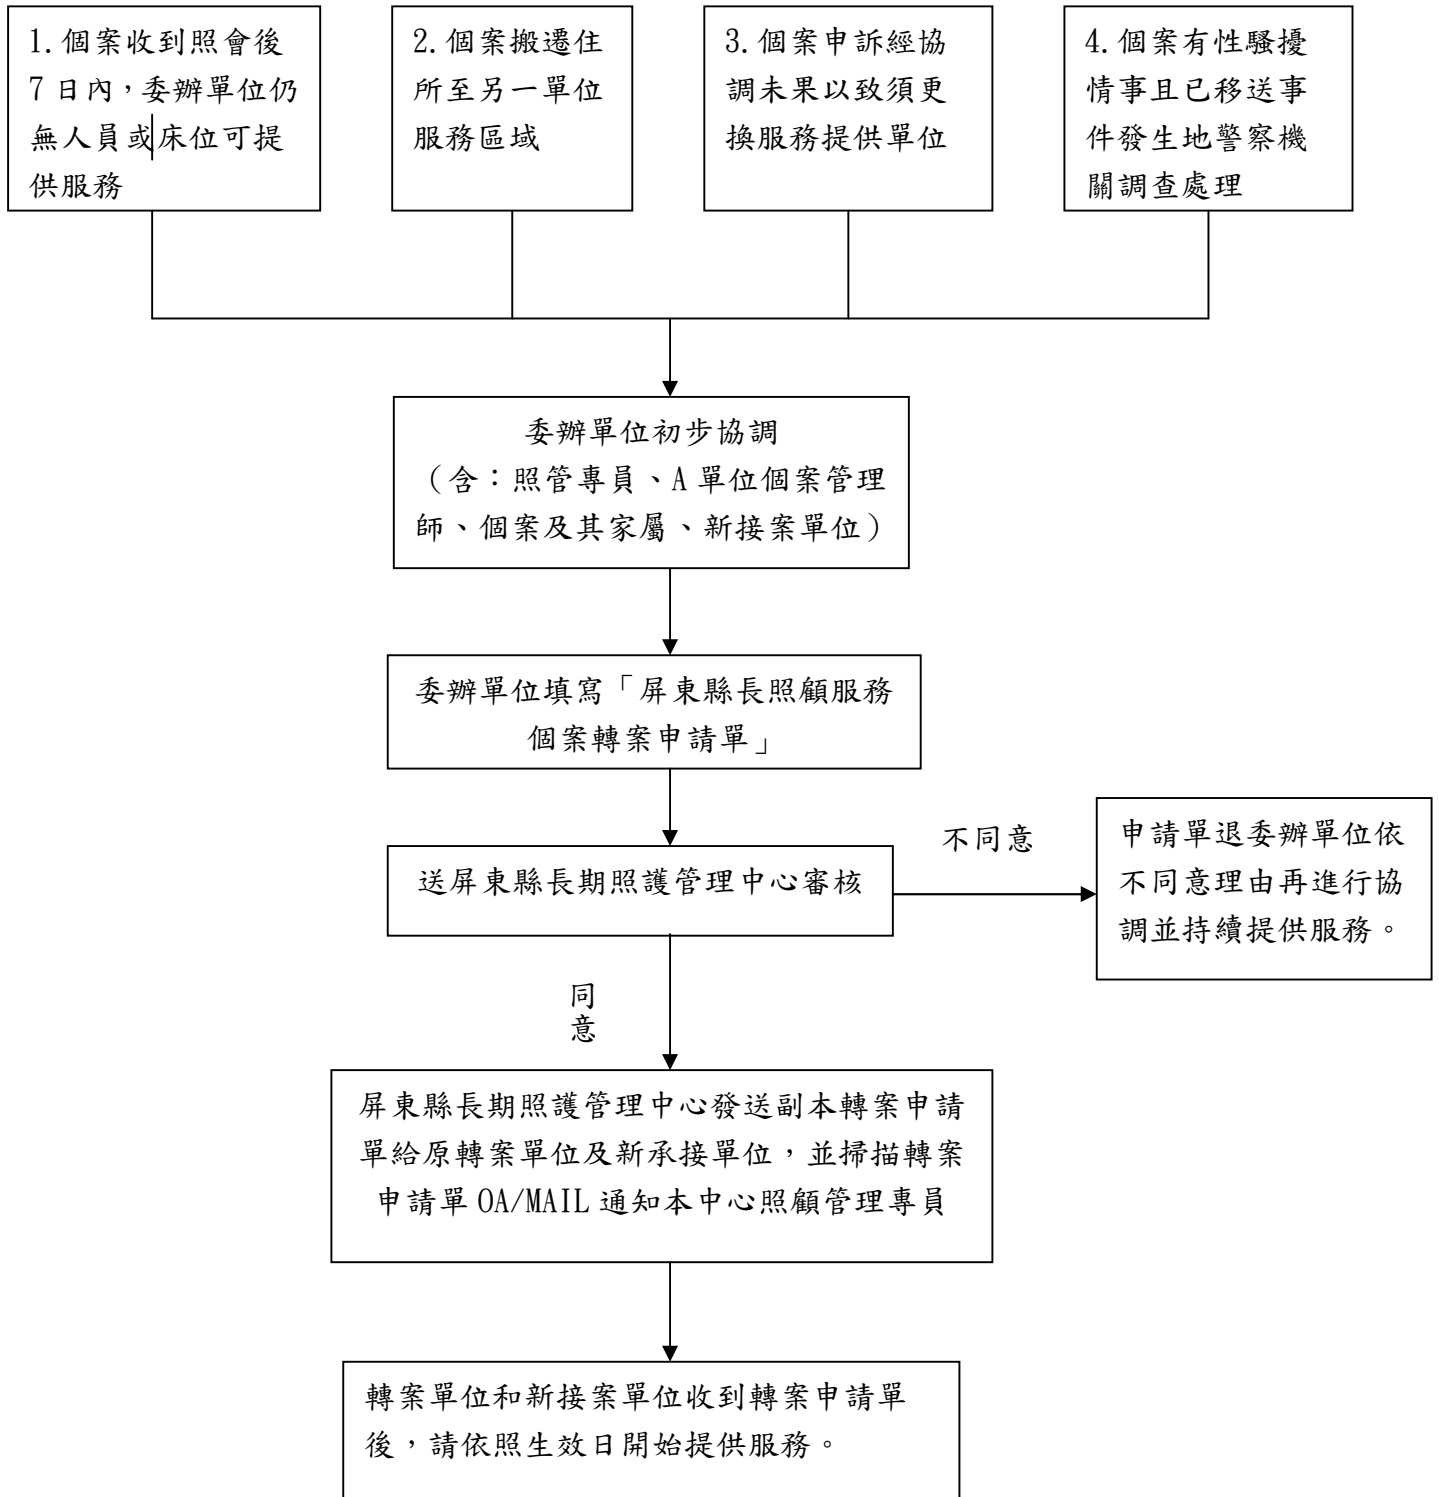 1.個案收到照會後
7日內，委辦單位仍
無人員或床位可提
供服務
2.個案搬遷住
所至另一單位
服務區域
3.個案申訴經協
調未果以致須更
換服務提供單位
4.個案有性騷擾
情事且已移送事
件發生地警察機
關調查處理
委辦單位初步協調
（含：照管專員、A單位個案管理
師、個案及其家屬、新接案單位）
委辦單位填寫「屏東縣長照顧服務
個案轉案申請單」
送屏東縣長期照護管理中心審核
不同意
申請單退委辦單位依
不同意理由再進行協
調並持續提供服務。
同
意
屏東縣長期照護管理中心發送副本轉案申請
單給原轉案單位及新承接單位，並掃描轉案
申請單OA/MAIL通知本中心照顧管理專員
轉案單位和新接案單位收到轉案申請單
後，請依照生效日開始提供服務。